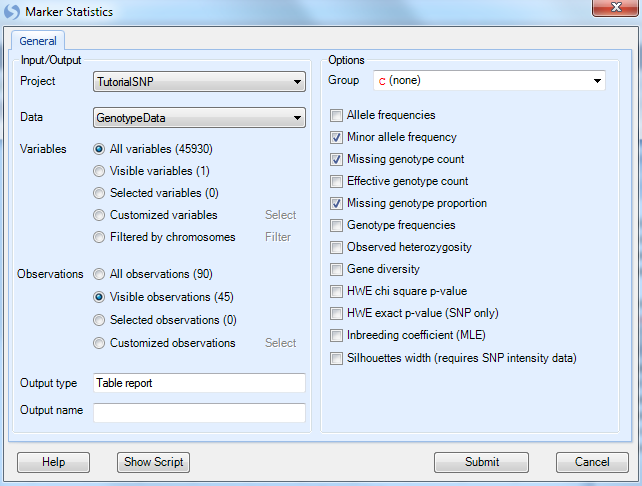 Marker Statistics
General
Input/Output
Project TutorialSNP
Data GenotypeData
Variables All variables (45930)
Visible variables (1)
Selected variables (0)
Customized variables Select
Filtered by chromosomes Filter
Observations All observations (90)
Visible observations (45)
Selected observations (0)
Customized observations Select
Output type Table report
Output name
Options
Group C (none)
Allele frequencies
Minor allele frequency
Missing genotype count
Effective genotype count
Missing genotype proportion
Genotype frequencies
Observed heterozygosity
Gene diversity
HWE chi square p-value
HWE exact p-value (SNP only)
Inbreeding coefficient (MLE)
Silhouettes width (requires SNP intensity data)
Help Show Script Submit Cancel